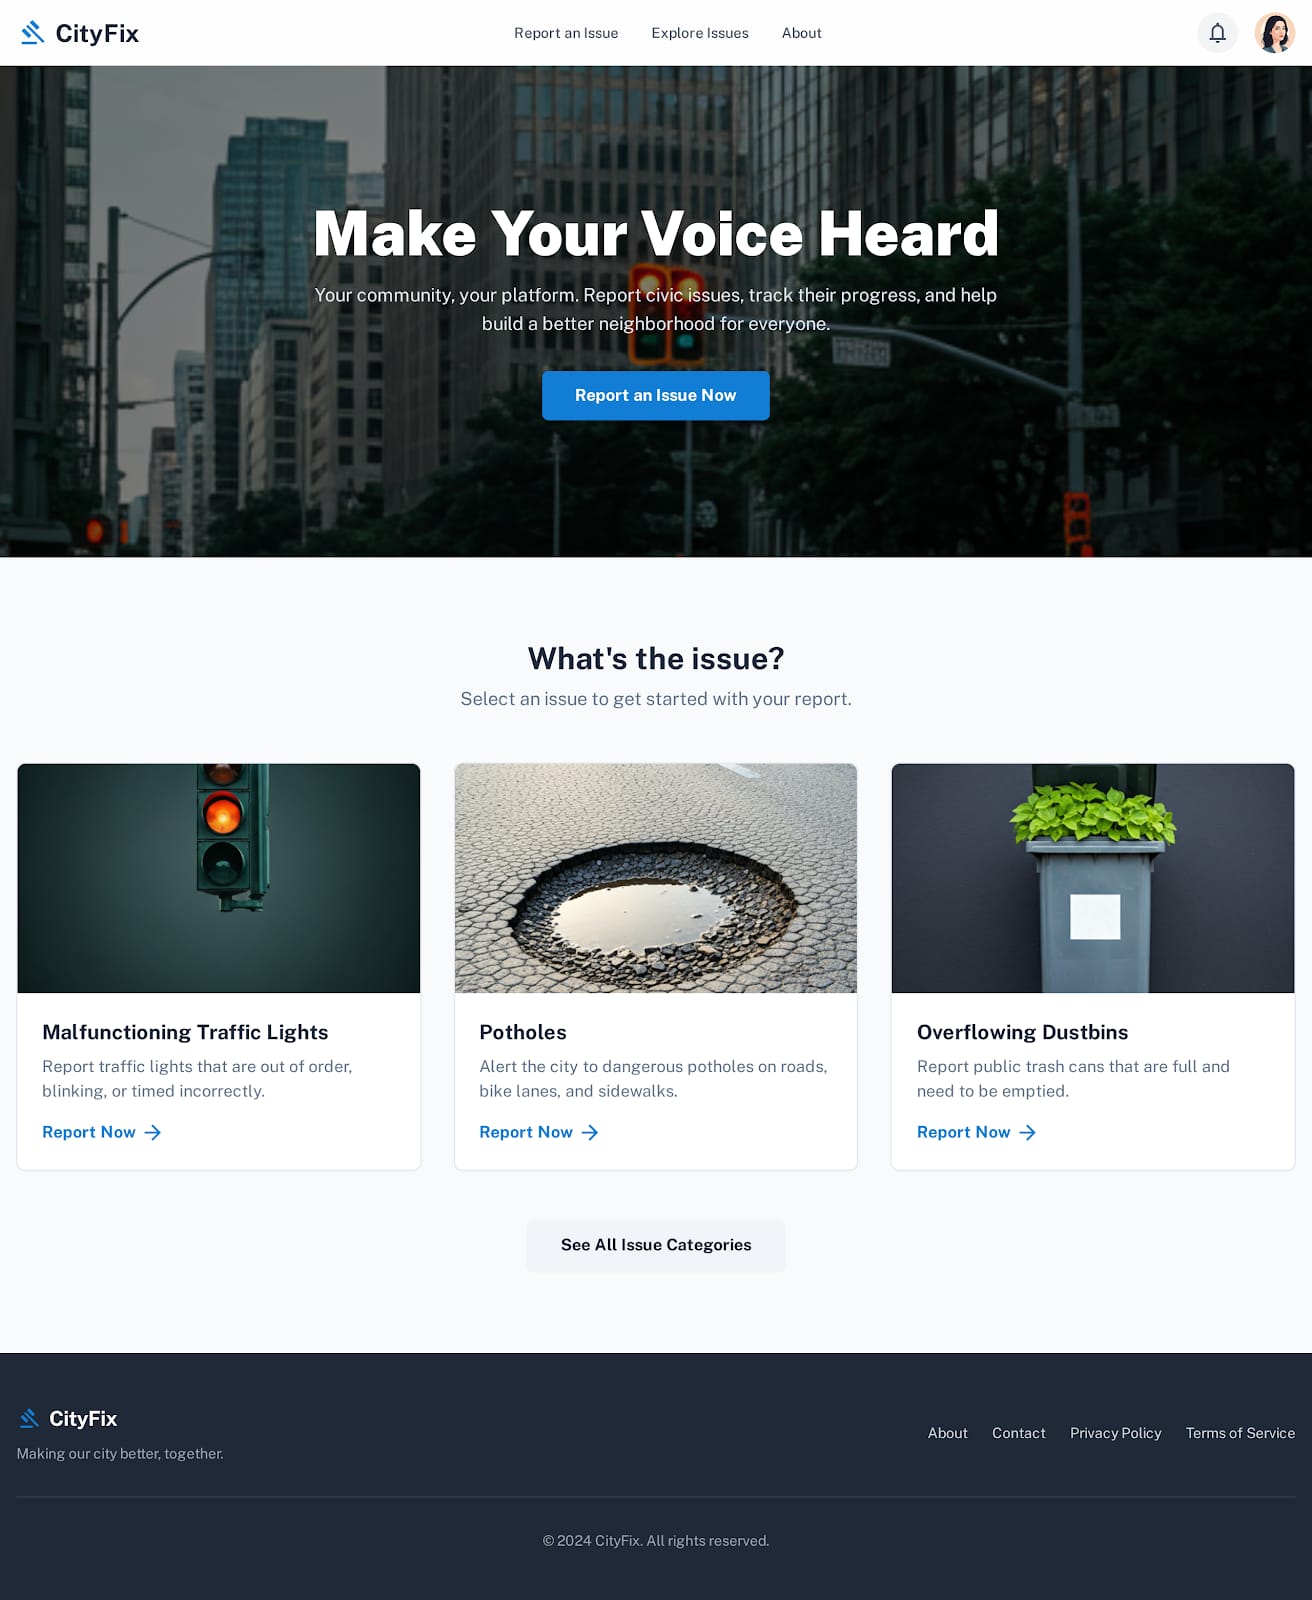 CityFix
Report an Issue
Explore Issues
About
Make Your Voice Heard
Your community, your platform. Report civic issues, track their progress, and help
build a better neighborhood for everyone.
Report an Issue Now
What's the issue?
Select an issue to get started with your report.
Malfunctioning Traffic Lights
Report traffic lights that are out of order,
blinking, or timed incorrectly.
Report Now
Potholes
Alert the city to dangerous potholes on roads,
bike lanes, and sidewalks.
Report Now
Overflowing Dustbins
Report public trash cans that are full and
need to be emptied.
Report Now
See All Issue Categories
CityFix
Making our city better, together.
About
Contact
Privacy Policy
Terms of Service
© 2024 CityFix. All rights reserved.